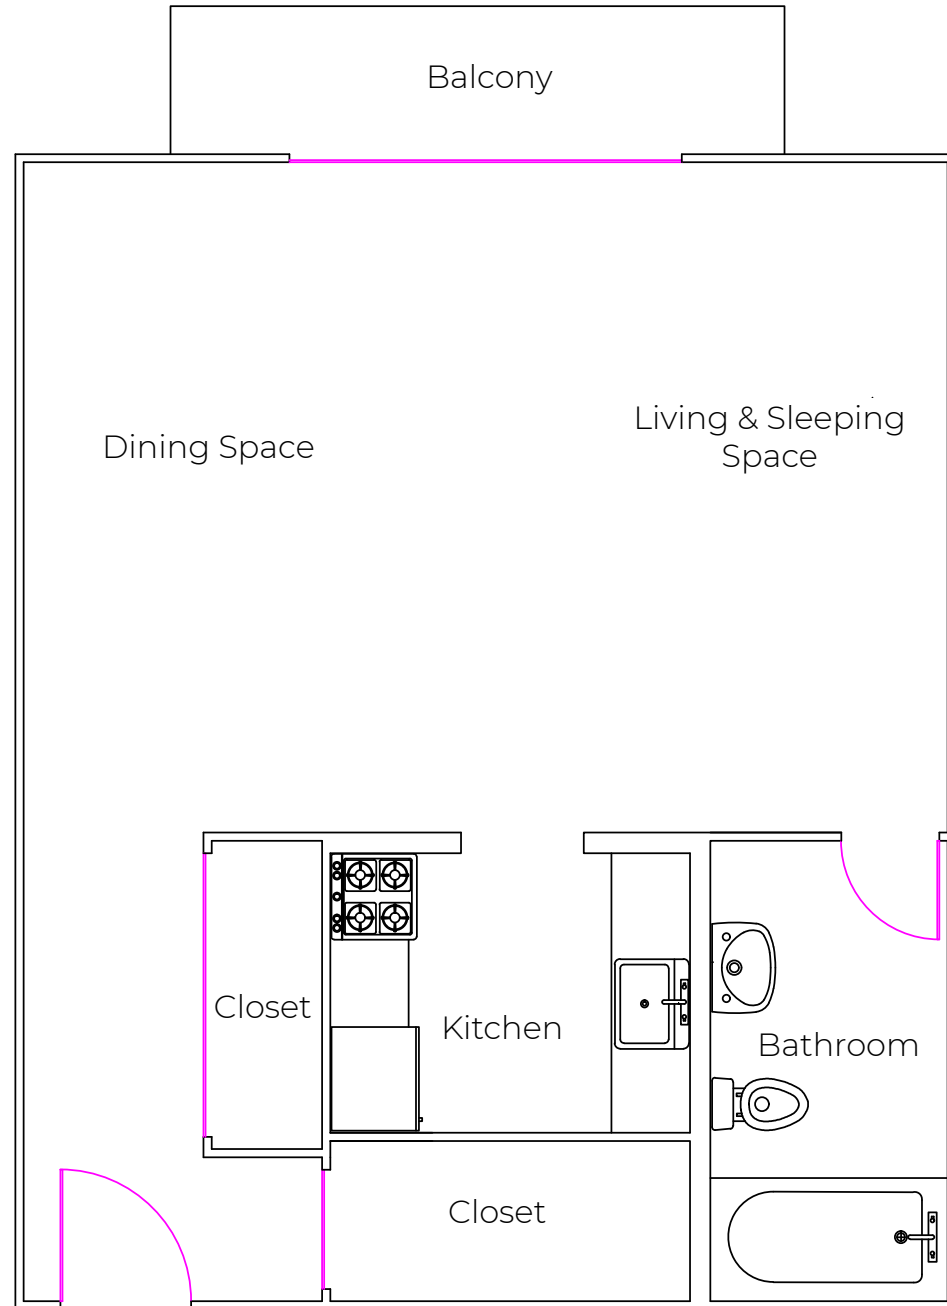 Balcony
Dining Space
Living & Sleeping
Space
Closet
Kitchen
Bathroom
Closet